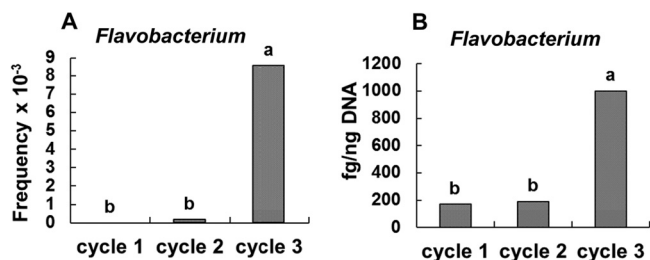 A
Flavobacterium
a
9
8
7
6
5
4
3
2
1
0
Frequency x 10-3
b
b
cycle 1
cycle 2
cycle 3
B
Flavobacterium
a
1200
1000
800
600
400
200
0
fg/ng DNA
b
b
cycle 1
cycle 2
cycle 3